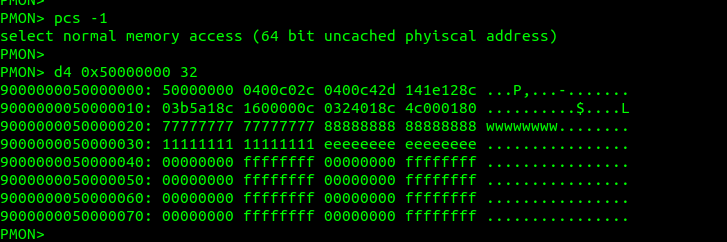 PMON>
PMON> pcs -1
select normal memory access (64 bit uncached phyiscal address)
PMON>
PMON> d4 0x50000000 32
9000000050000000: 50000000 0400c02c 0400c42d 141e128c ...P,...-.......
9000000050000010: 03b5a18c 1600000c 0324018c 4c000180 ..........$....L
9000000050000020: 77777777 77777777 88888888 88888888 wwwwwwww........
9000000050000030: 11111111 11111111 eeeeeeee eeeeeeee ................
9000000050000040: 00000000 ffffffff 00000000 ffffffff ................
9000000050000050: 00000000 ffffffff 00000000 ffffffff ................
9000000050000060: 00000000 ffffffff 00000000 ffffffff ................
9000000050000070: 00000000 ffffffff 00000000 ffffffff ................
PMON>